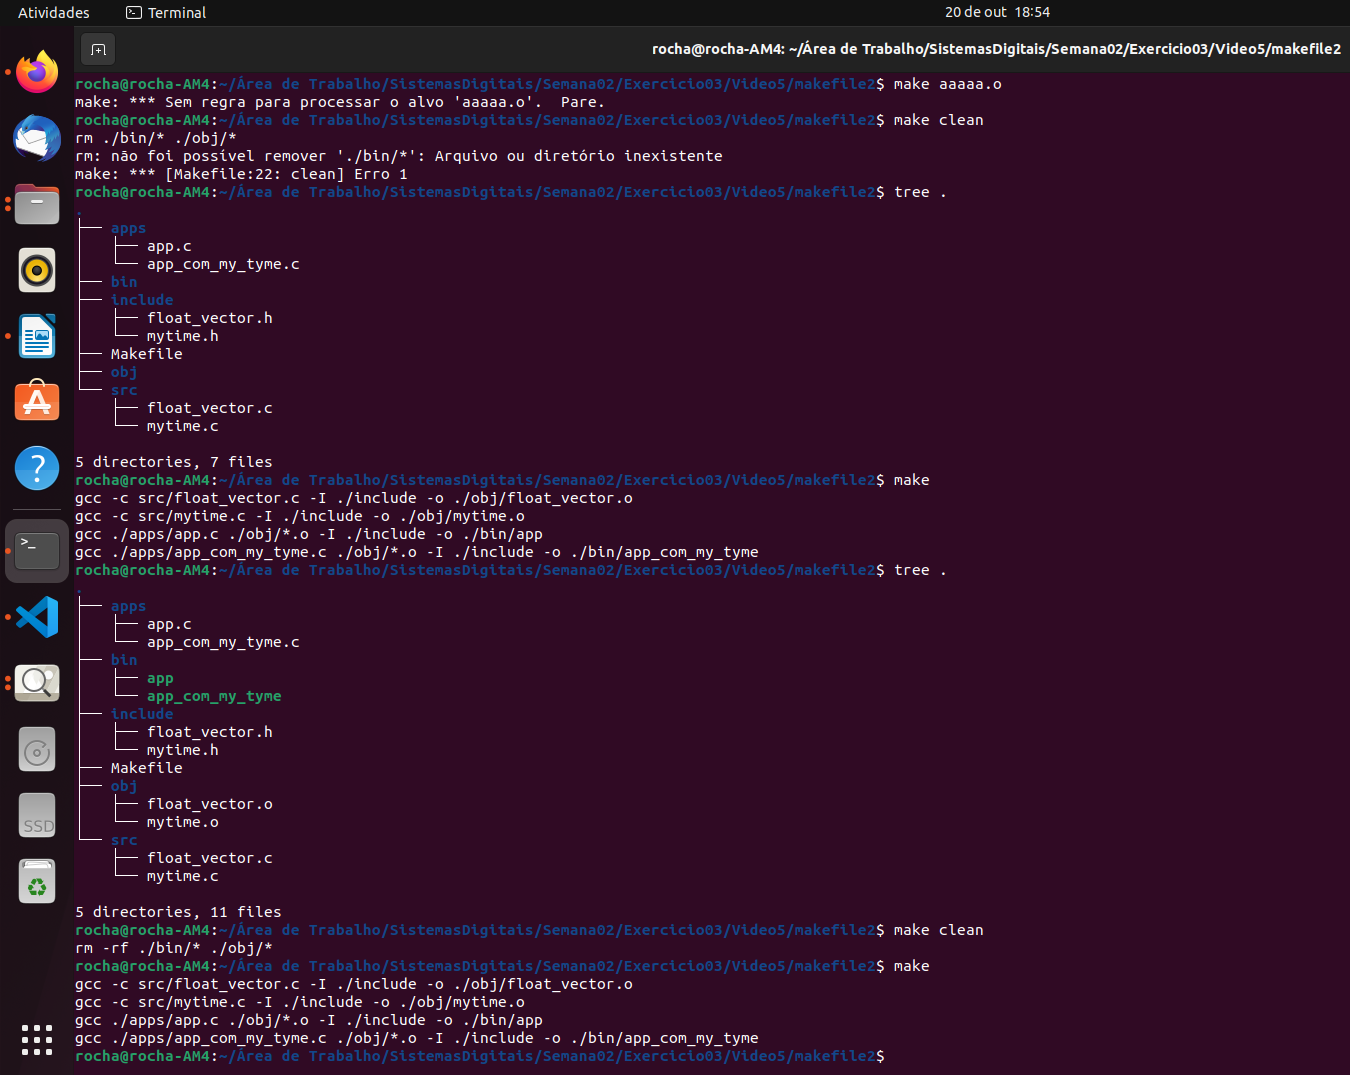 Atividades
Terminal
20 de out 18:54
rocha@rocha-AM4: ~/Área de Trabalho/SistemasDigitais/Semana02/Exercicio03/Video5/makefile2
rocha@rocha-AM4:~/Área de Trabalho/SistemasDigitais/Semana02/Exercicio03/Video5/makefile2$ make aaaaa.o
make: *** Sem regra para processar o alvo 'aaaaa.o'.  Pare.
rocha@rocha-AM4:~/Área de Trabalho/SistemasDigitais/Semana02/Exercicio03/Video5/makefile2$ make clean
rm ./bin/* ./obj/*
rm: não foi possível remover './bin/*': Arquivo ou diretório inexistente
make: *** [Makefile:22: clean] Erro 1
rocha@rocha-AM4:~/Área de Trabalho/SistemasDigitais/Semana02/Exercicio03/Video5/makefile2$ tree .
.
├── apps
│   ├── app.c
│   └── app_com_my_tyme.c
├── bin
├── include
│   ├── float_vector.h
│   └── mytime.h
├── Makefile
├── obj
└── src
    ├── float_vector.c
    └── mytime.c
5 directories, 7 files
rocha@rocha-AM4:~/Área de Trabalho/SistemasDigitais/Semana02/Exercicio03/Video5/makefile2$ make
gcc -c src/float_vector.c -I ./include -o ./obj/float_vector.o
gcc -c src/mytime.c -I ./include -o ./obj/mytime.o
gcc ./apps/app.c ./obj/*.o -I ./include -o ./bin/app
gcc ./apps/app_com_my_tyme.c ./obj/*.o -I ./include -o ./bin/app_com_my_tyme
rocha@rocha-AM4:~/Área de Trabalho/SistemasDigitais/Semana02/Exercicio03/Video5/makefile2$ tree .
.
├── apps
│   ├── app.c
│   └── app_com_my_tyme.c
├── bin
│   ├── app
│   └── app_com_my_tyme
├── include
│   ├── float_vector.h
│   └── mytime.h
├── Makefile
├── obj
│   ├── float_vector.o
│   └── mytime.o
└── src
    ├── float_vector.c
    └── mytime.c
5 directories, 11 files
rocha@rocha-AM4:~/Área de Trabalho/SistemasDigitais/Semana02/Exercicio03/Video5/makefile2$ make clean
rm -rf ./bin/* ./obj/*
rocha@rocha-AM4:~/Área de Trabalho/SistemasDigitais/Semana02/Exercicio03/Video5/makefile2$ make
gcc -c src/float_vector.c -I ./include -o ./obj/float_vector.o
gcc -c src/mytime.c -I ./include -o ./obj/mytime.o
gcc ./apps/app.c ./obj/*.o -I ./include -o ./bin/app
gcc ./apps/app_com_my_tyme.c ./obj/*.o -I ./include -o ./bin/app_com_my_tyme
rocha@rocha-AM4:~/Área de Trabalho/SistemasDigitais/Semana02/Exercicio03/Video5/makefile2$
SSD